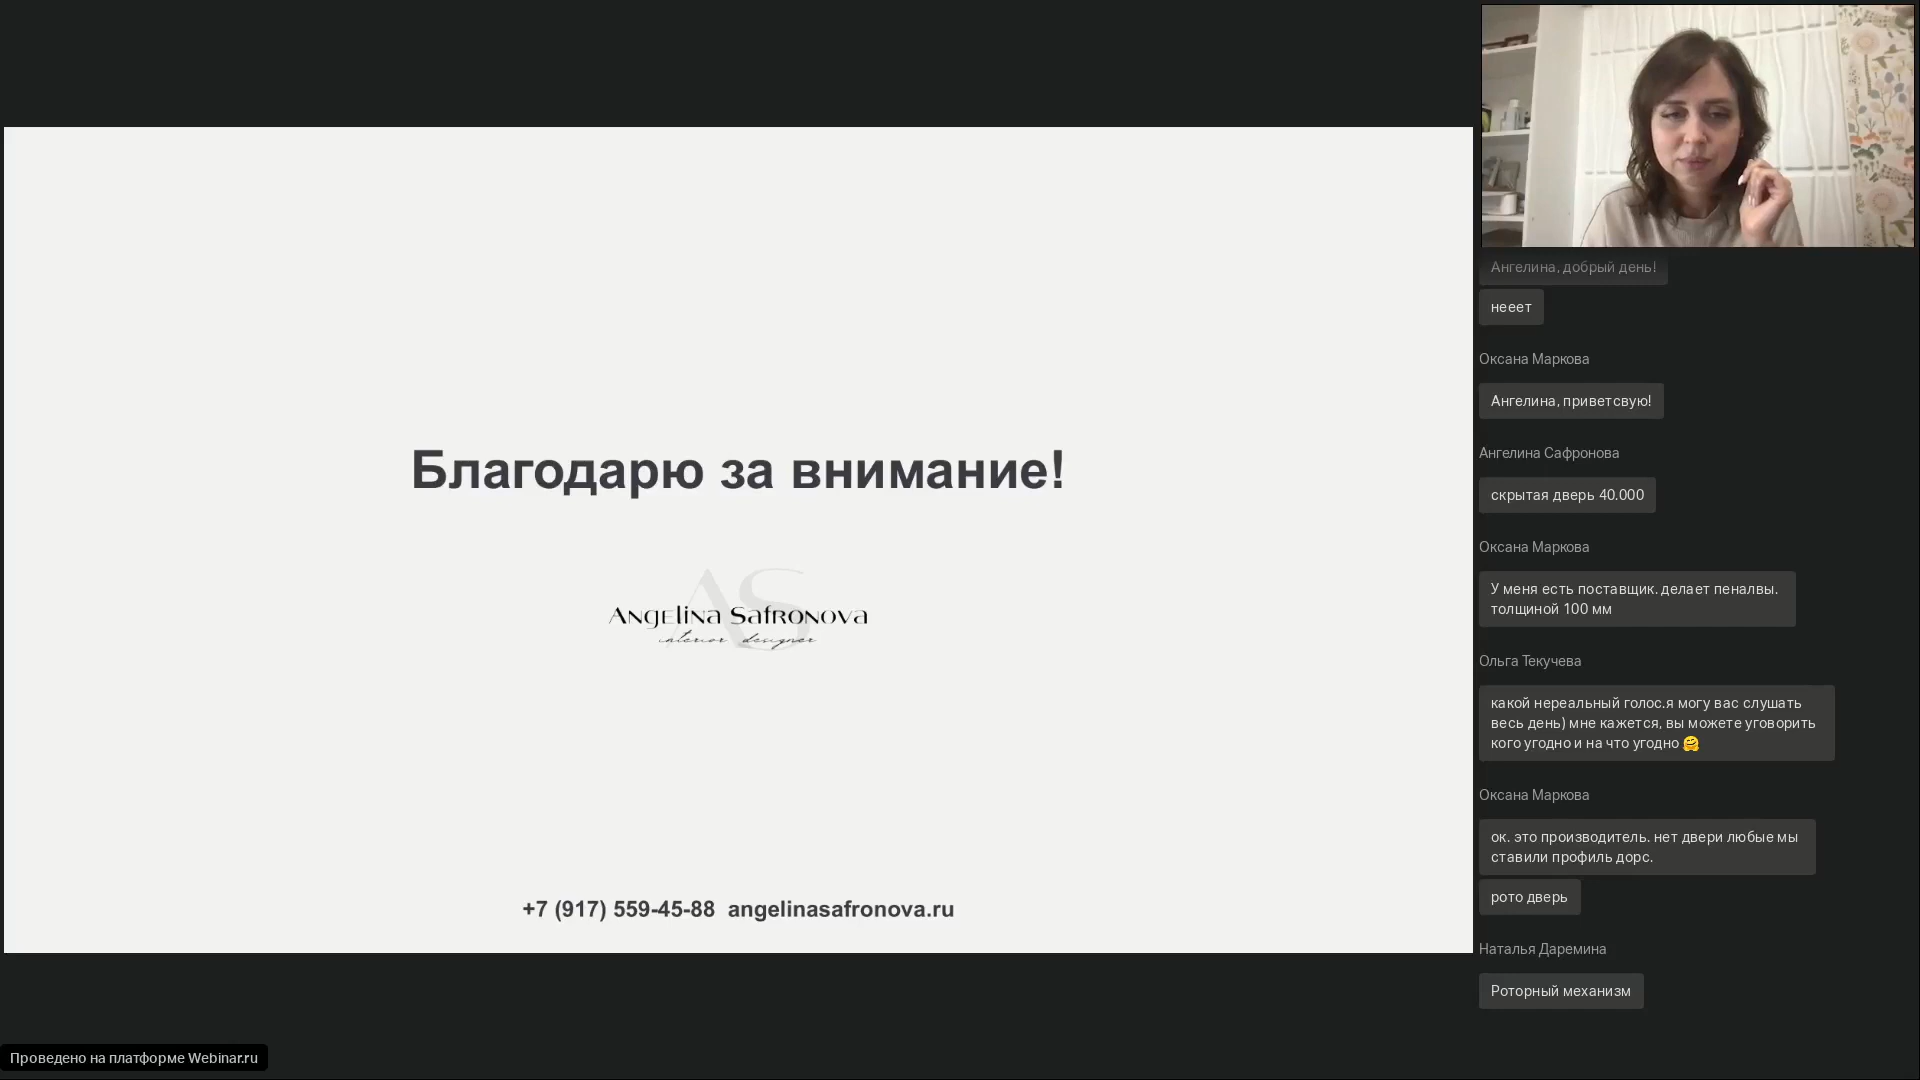 Благодарю за внимание!
AS
Angelina Safronova
interior designer
+7 (917) 559-45-88 angelinasafronova.ru
Ангелина, добрый день!
нееет
Оксана Маркова
Ангелина, приветсвую!
Ангелина Сафронова
скрытая дверь 40.000
Оксана Маркова
У меня есть поставщик. делает пеналвы.
толщиной 100 мм
Ольга Текучева
какой нереальный голос.я могу вас слушать
весь день) мне кажется, вы можете уговорить
кого угодно и на что угодно 🤗
Оксана Маркова
ок. это производитель. нет двери любые мы
ставили профиль дорс.
рото дверь
Наталья Даремина
Роторный механизм
Проведено на платформе Webinar.ru